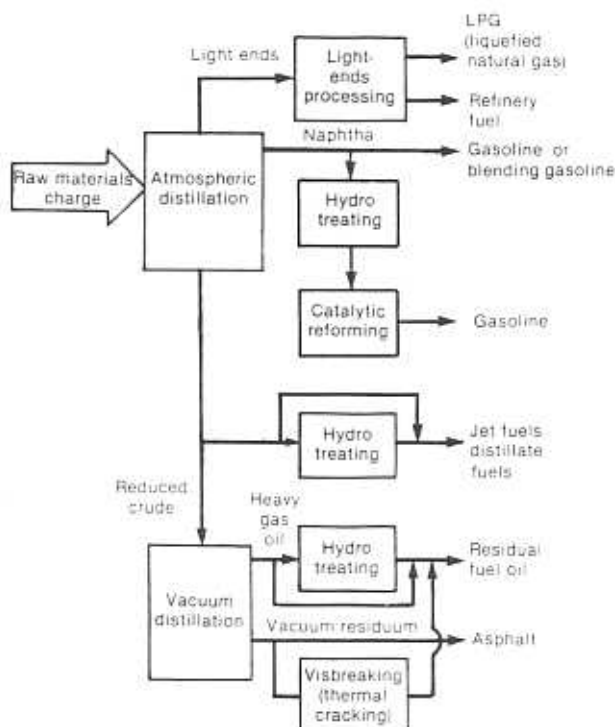 LPG
(liquefied
natural gas)
Light ends
Light-
ends
processing
Refinery
fuel
Naphtha
Gasoline or
blending gasoline
Raw materials
charge
Atmospheric
distillation
Hydro
treating
Catalytic
reforming
Gasoline
Hydro
treating
Jet fuels
distillate
fuels
Reduced
crude
Heavy
gas
oil
Hydro
treating
Residual
fuel oil
Vacuum
distillation
Vacuum residuum
Asphalt
Visbreaking
(thermal
cracking)